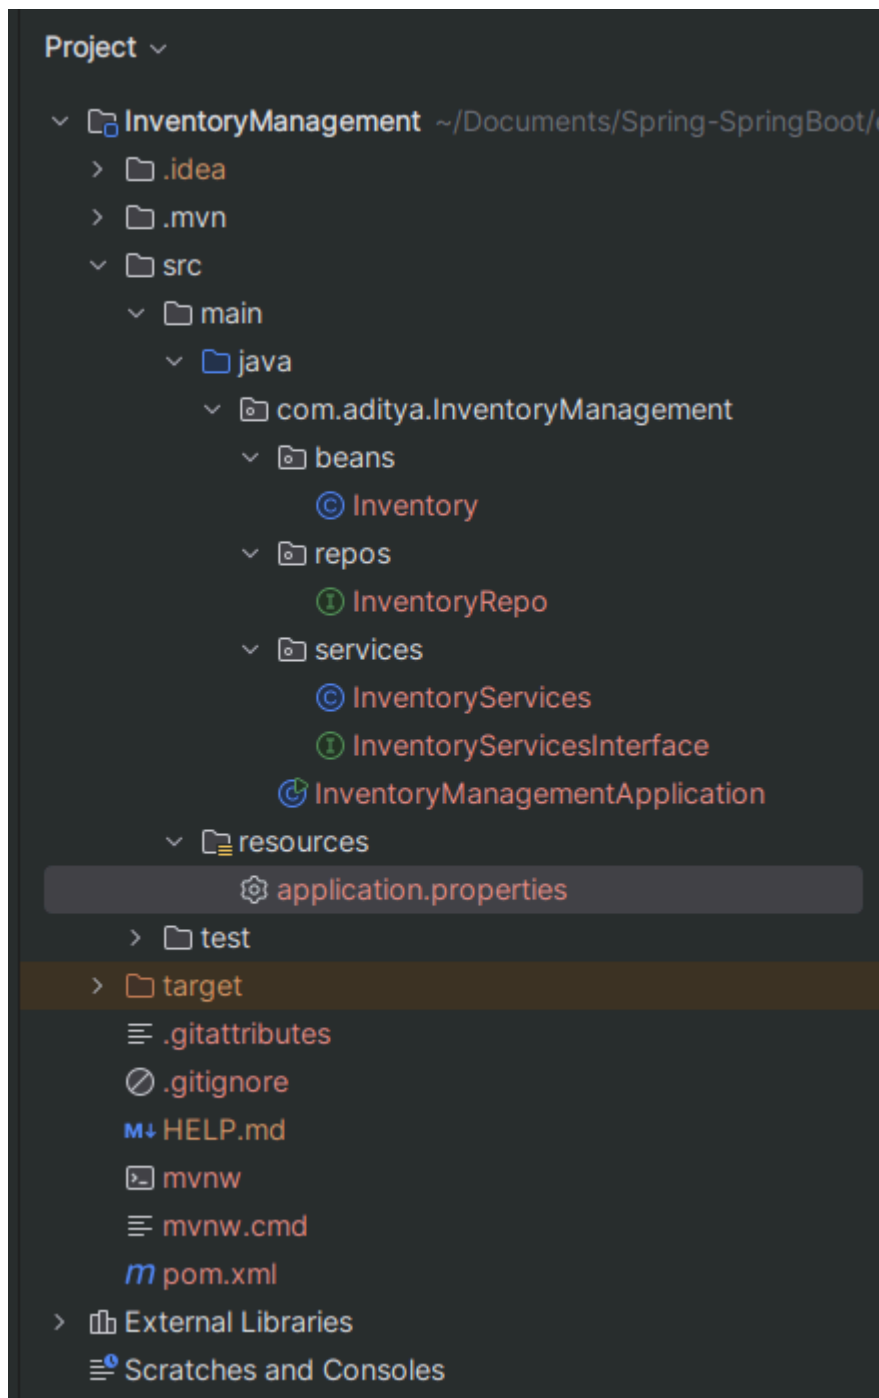 Project
InventoryManagement ~/Documents/Spring-SpringBoot/
.idea
.mvn
src
main
java
com.aditya.InventoryManagement
beans
Inventory
repos
InventoryRepo
services
InventoryServices
InventoryServicesInterface
InventoryManagementApplication
resources
application.properties
test
target
.gitattributes
.gitignore
M↓ HELP.md
mvnw
mvnw.cmd
m pom.xml
External Libraries
Scratches and Consoles